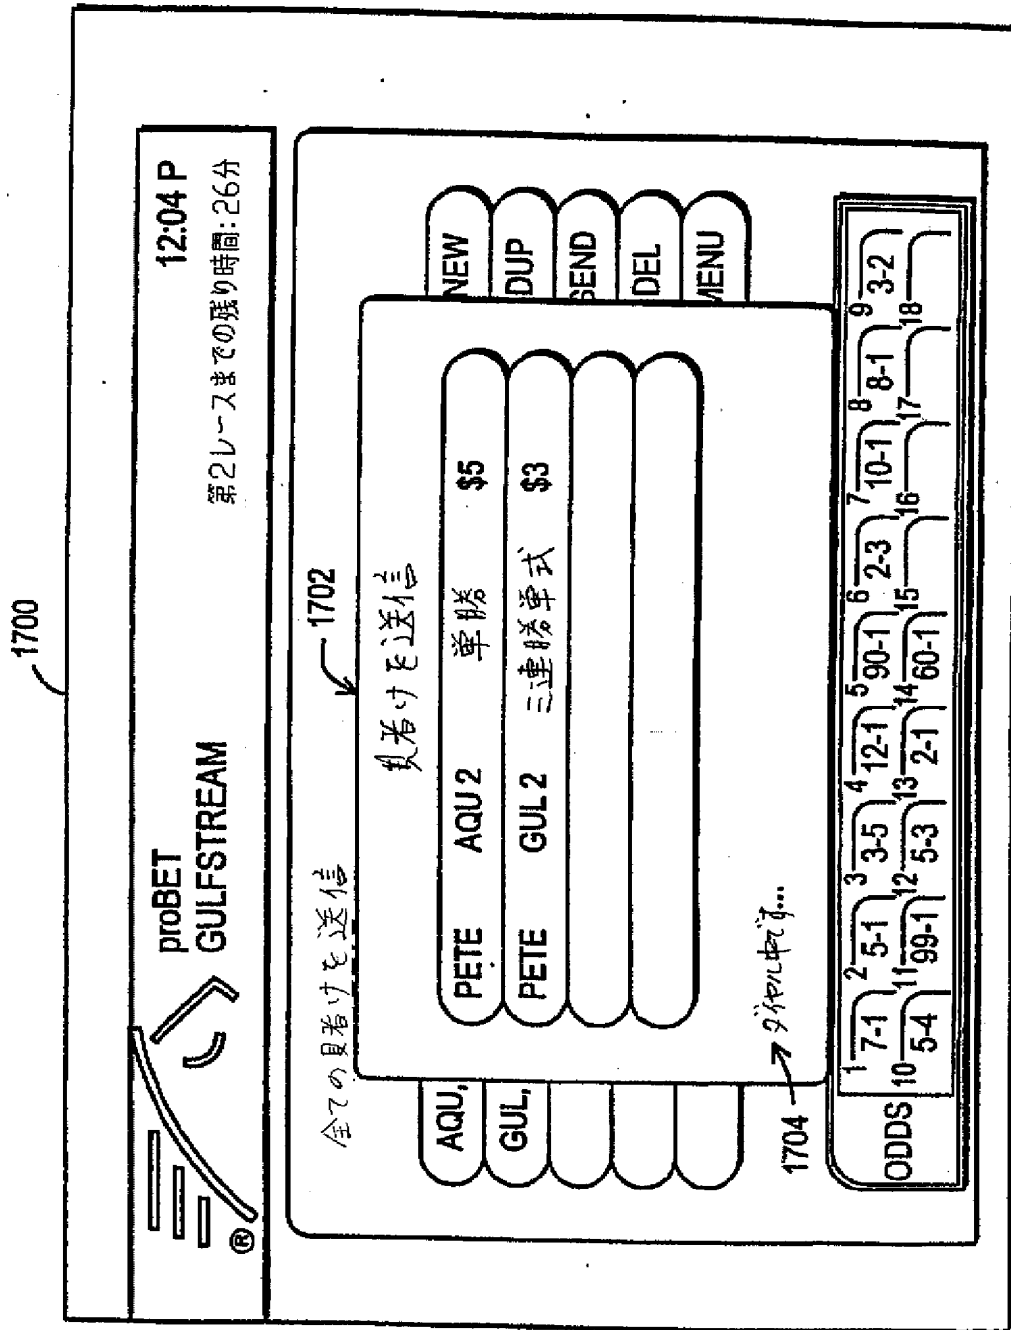 1700
proBET
GULFSTREAM
12:04 P
第2レースまでの残り時間:26分
®
全ての賭けを送信
1702
賭けを送信
PETE AQU 2 単勝 $5
PETE GUL 2 三連勝単式 $3
AQU,
GUL,
NEW
DUP
SEND
DEL
MENU
1704
ダイヤル中です...
ODDS
1 7-1 2 5-1 3 3-5 4 12-1 5 90-1 6 2-3 7 10-1 8 8-1 9 3-2
10 5-4 11 99-1 12 5-3 13 2-1 14 60-1 15 16 17 18